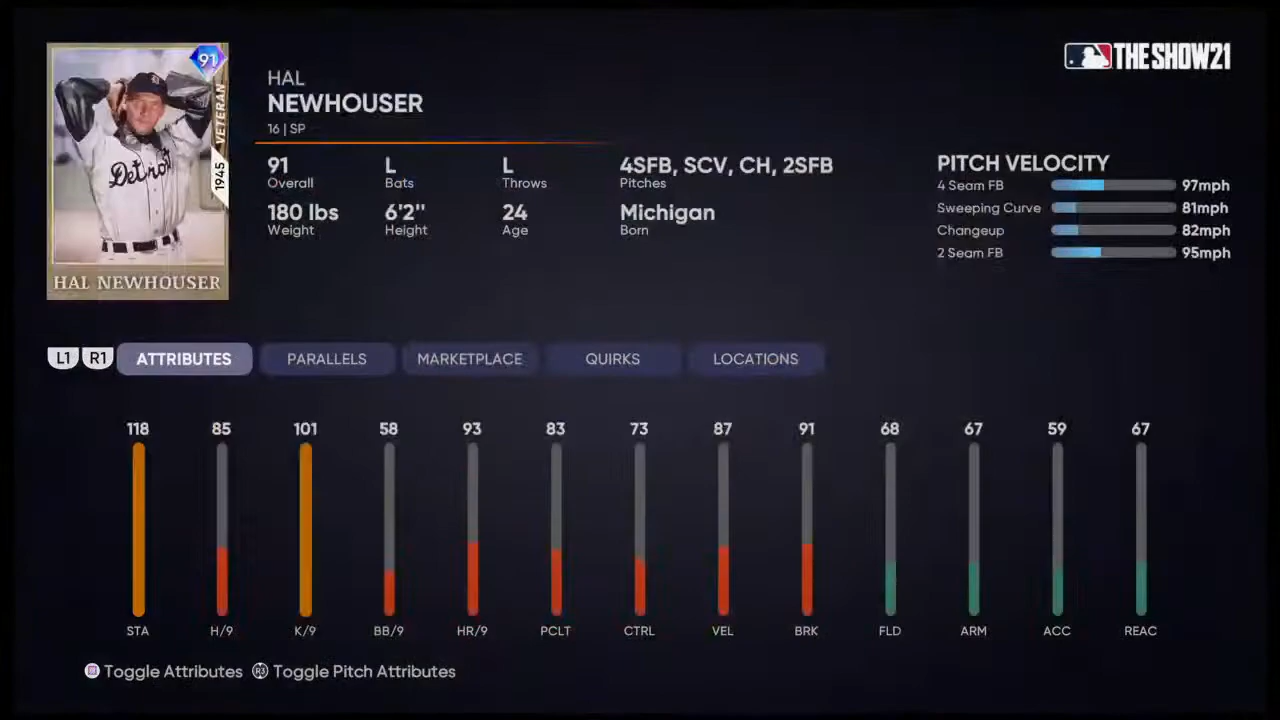 91
VETERAN
1945
Detroit
HAL NEWHOUSER
HAL
NEWHOUSER
16 | SP
THE SHOW21
91
Overall
L
Bats
L
Throws
4SFB, SCV, CH, 2SFB
Pitches
180 lbs
Weight
6'2"
Height
24
Age
Michigan
Born
PITCH VELOCITY
4 Seam FB 97mph
Sweeping Curve 81mph
Changeup 82mph
2 Seam FB 95mph
L1 R1 ATTRIBUTES PARALLELS MARKETPLACE QUIRKS LOCATIONS
118 85 101 58 93 83 73 87 91 68 67 59 67
STA H/9 K/9 BB/9 HR/9 PCLT CTRL VEL BRK FLD ARM ACC REAC
Toggle Attributes R3 Toggle Pitch Attributes